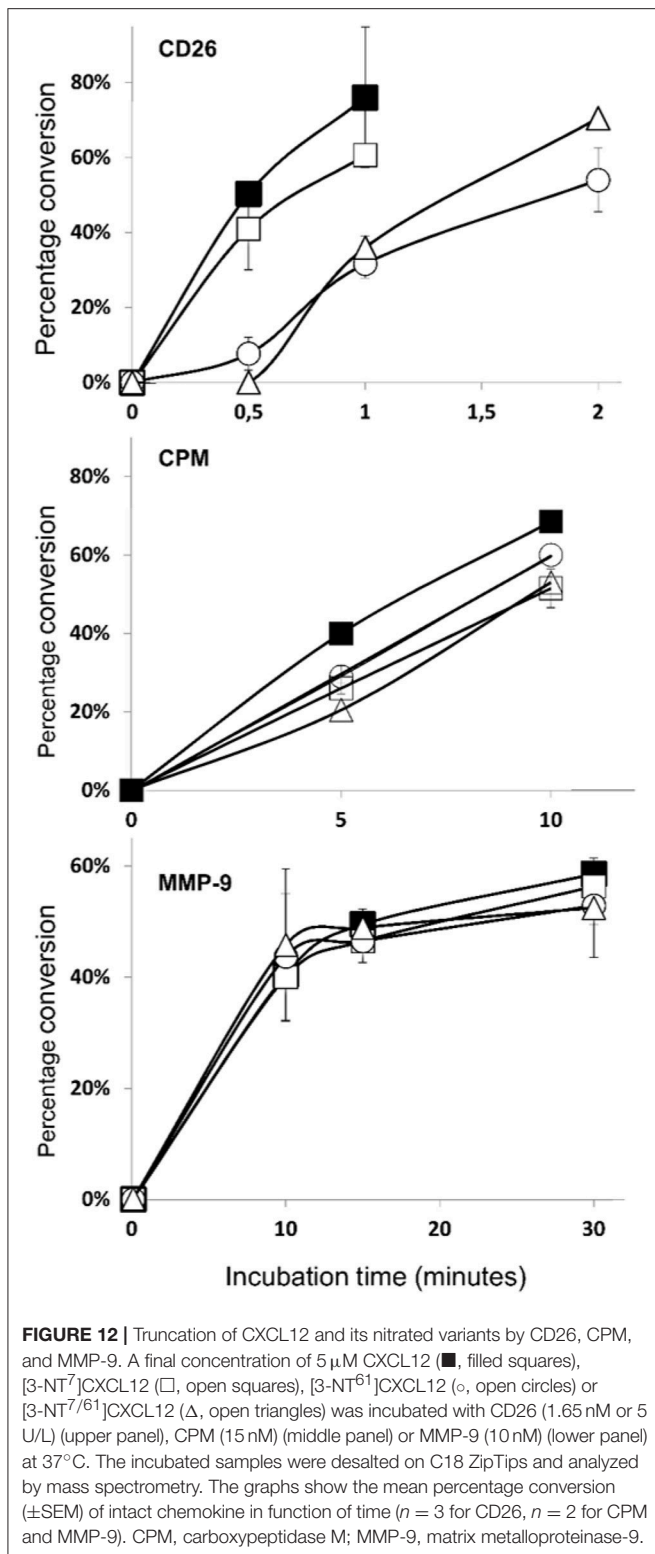 CD26
80%
60%
40%
20%
0%
Percentage conversion
0 0,5 1 1,5 2
CPM
80%
60%
40%
20%
0%
Percentage conversion
0 5 10
MMP-9
60%
40%
20%
0%
Percentage conversion
0 10 20 30
Incubation time (minutes)
FIGURE 12 | Truncation of CXCL12 and its nitrated variants by CD26, CPM,
and MMP-9. A final concentration of 5 μM CXCL12 (■, filled squares),
[3-NT⁷]CXCL12 (□, open squares), [3-NT⁶¹]CXCL12 (○, open circles) or
[3-NT⁷/⁶¹]CXCL12 (Δ, open triangles) was incubated with CD26 (1.65 nM or 5
U/L) (upper panel), CPM (15 nM) (middle panel) or MMP-9 (10 nM) (lower panel)
at 37°C. The incubated samples were desalted on C18 ZipTips and analyzed
by mass spectrometry. The graphs show the mean percentage conversion
(±SEM) of intact chemokine in function of time (n = 3 for CD26, n = 2 for CPM
and MMP-9). CPM, carboxypeptidase M; MMP-9, matrix metalloproteinase-9.